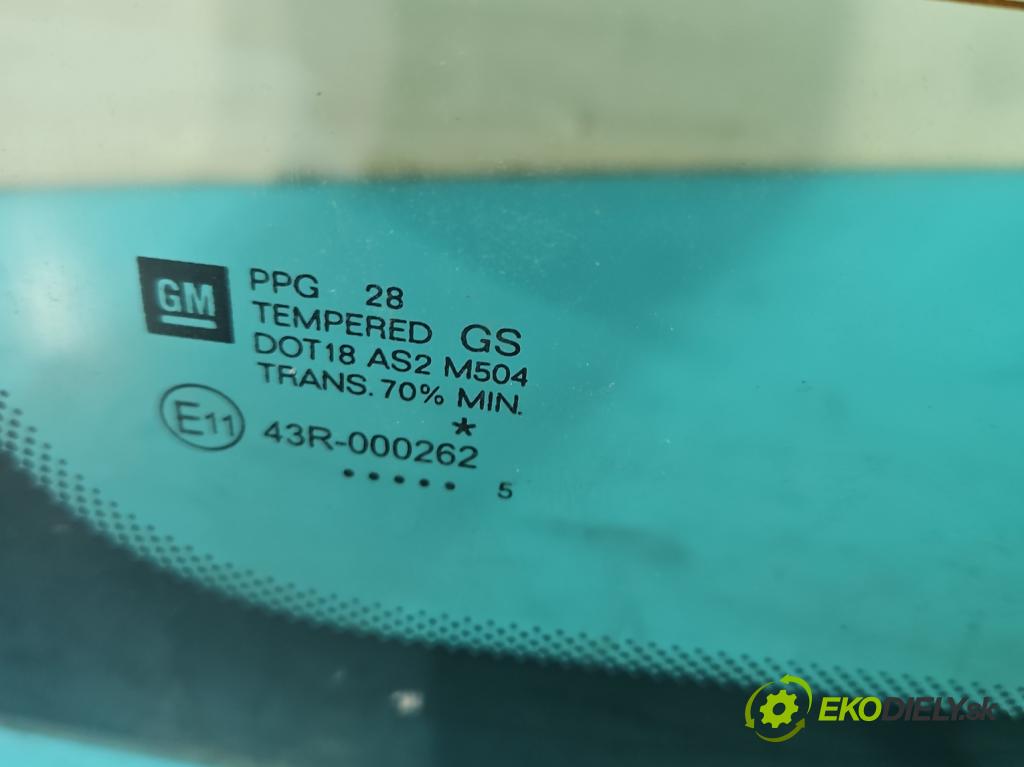 GM
PPG 28
TEMPERED GS
DOT18 AS2 M504
TRANS. 70% MIN.
*
E11 43R-000262
..... 5
EKODIELY.sk